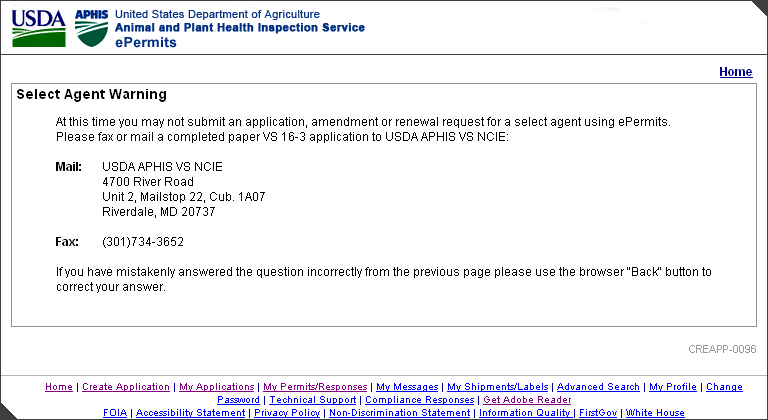 USDA APHIS United States Department of Agriculture
Animal and Plant Health Inspection Service
ePermits
Home
Select Agent Warning
At this time you may not submit an application, amendment or renewal request for a select agent using ePermits.
Please fax or mail a completed paper VS 16-3 application to USDA APHIS VS NCIE:
Mail: USDA APHIS VS NCIE
4700 River Road
Unit 2, Mailstop 22, Cub. 1A07
Riverdale, MD 20737
Fax: (301)734-3652
If you have mistakenly answered the question incorrectly from the previous page please use the browser "Back" button to
correct your answer.
CREAPP-0096
Home | Create Application | My Applications | My Permits/Responses | My Messages | My Shipments/Labels | Advanced Search | My Profile | Change
Password | Technical Support | Compliance Responses | Get Adobe Reader
FOIA | Accessibility Statement | Privacy Policy | Non-Discrimination Statement | Information Quality | FirstGov | White House